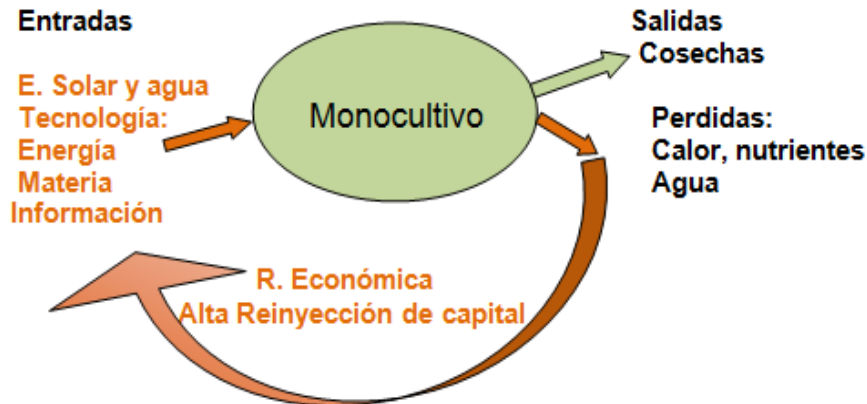 Entradas
E. Solar y agua
Tecnología:
Energía
Materia
Información
Monocultivo
Salidas
Cosechas
Perdidas:
Calor, nutrientes
Agua
R. Económica
Alta Reinyección de capital